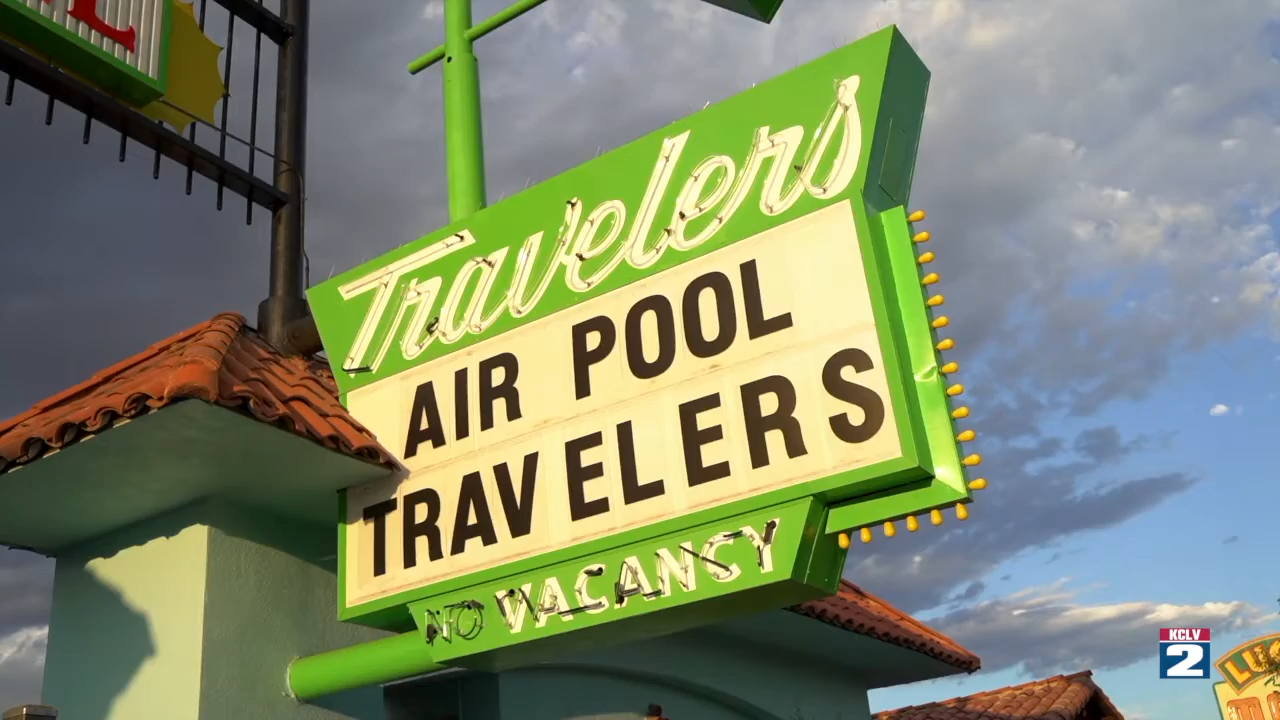 Travelers
AIR POOL
TRAVELERS
NO VACANCY
KCLV
2